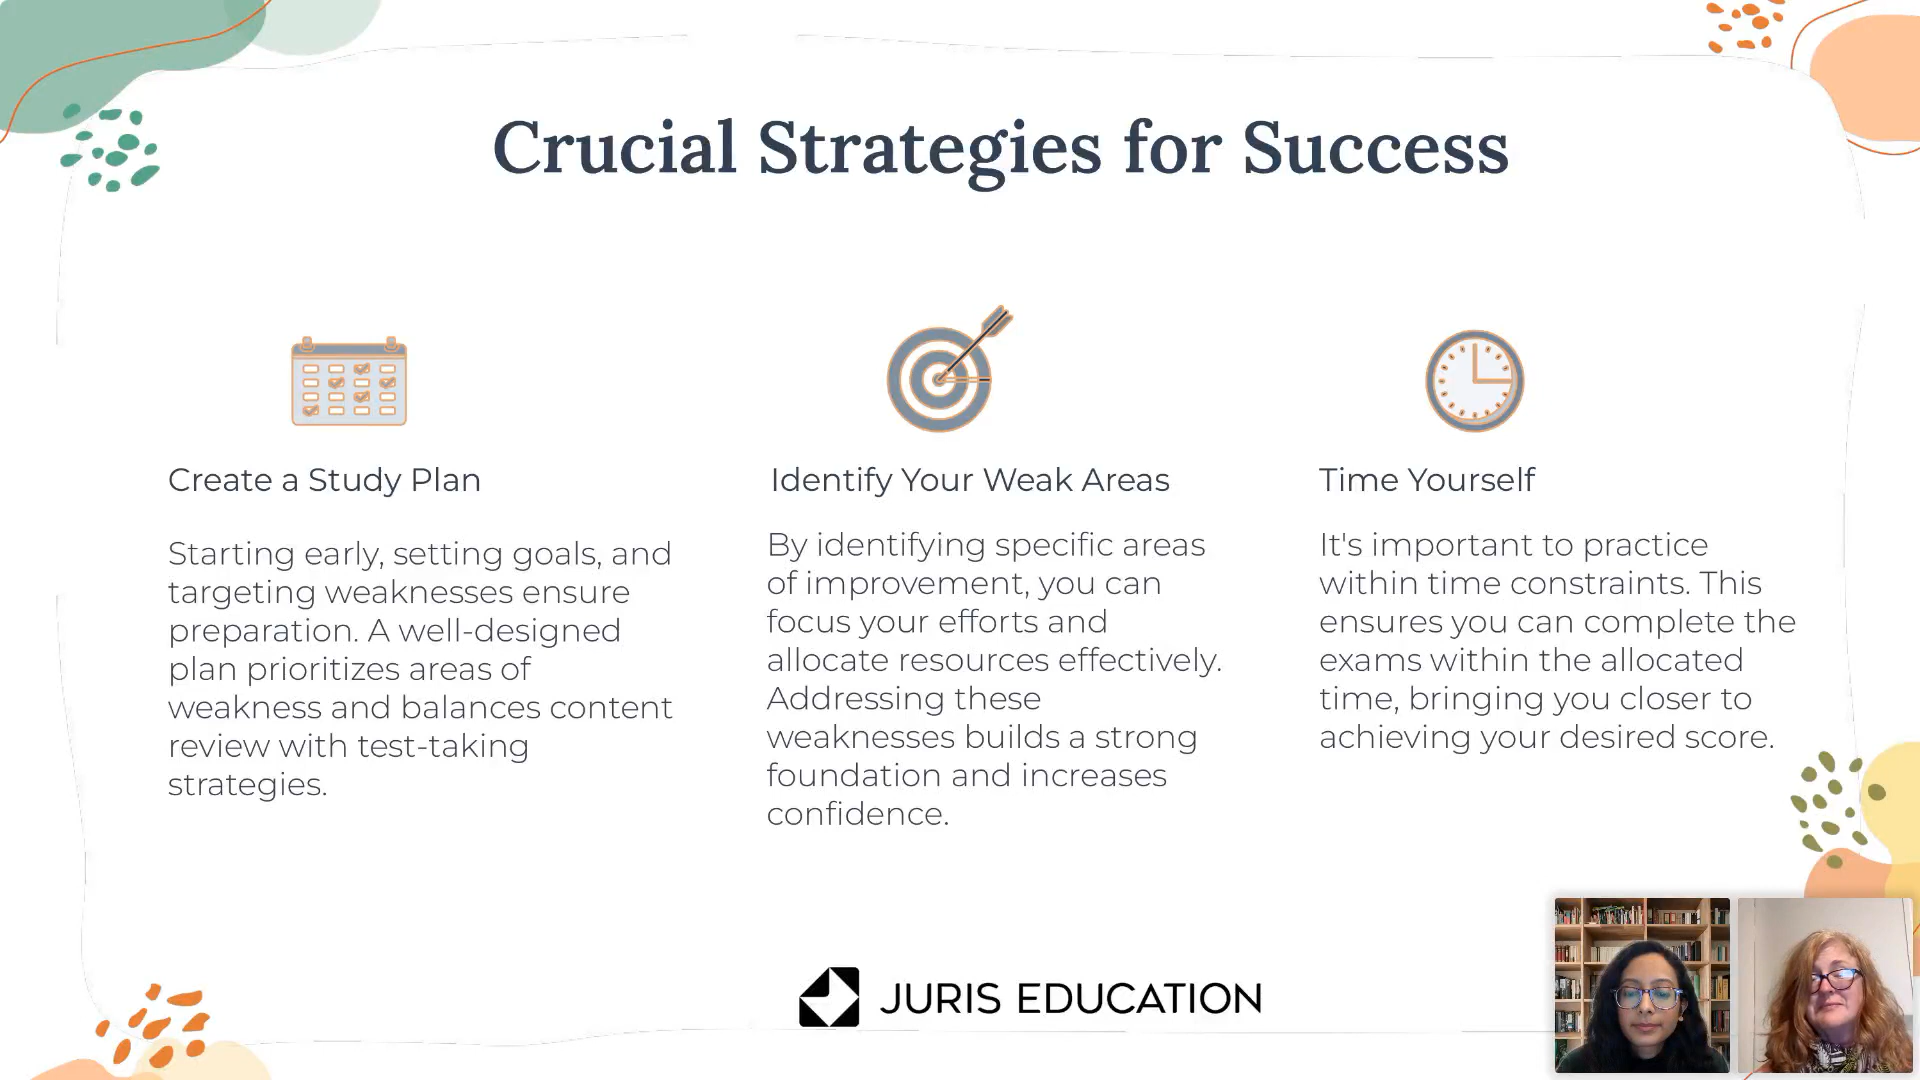 Crucial Strategies for Success
Create a Study Plan
Starting early, setting goals, and
targeting weaknesses ensure
preparation. A well-designed
plan prioritizes areas of
weakness and balances content
review with test-taking
strategies.
Identify Your Weak Areas
By identifying specific areas
of improvement, you can
focus your efforts and
allocate resources effectively.
Addressing these
weaknesses builds a strong
foundation and increases
confidence.
Time Yourself
It's important to practice
within time constraints. This
ensures you can complete the
exams within the allocated
time, bringing you closer to
achieving your desired score.
JURIS EDUCATION